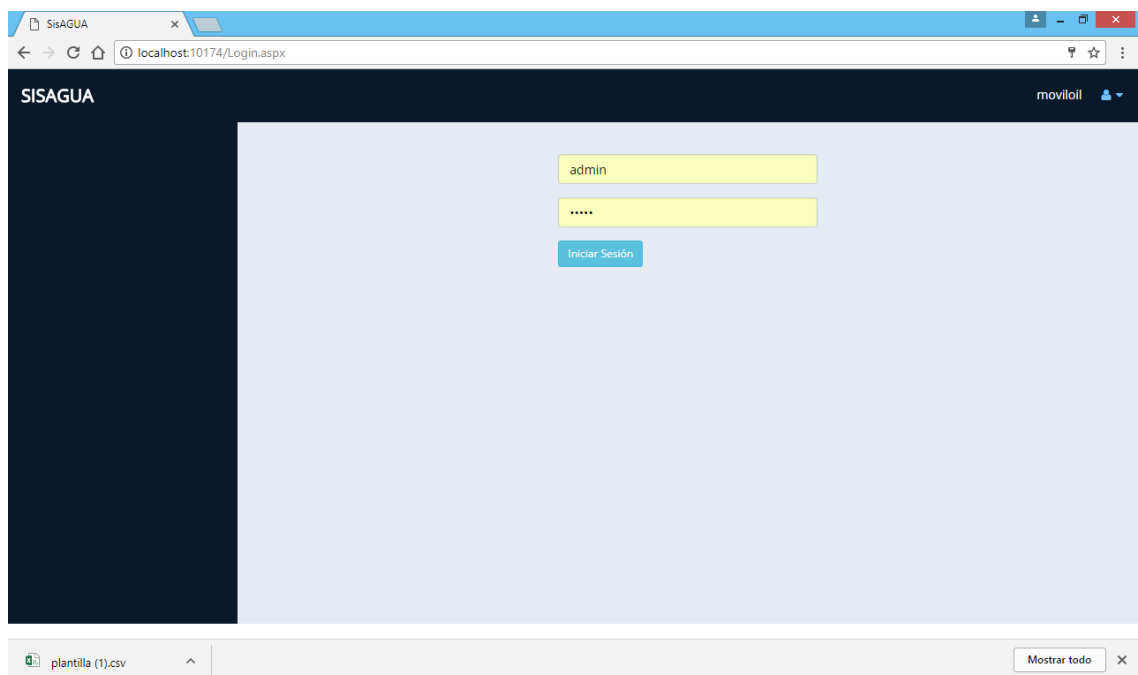 SisAGUA
localhost:10174/Login.aspx
SISAGUA
moviloil
admin
•••••
Iniciar Sesión
plantilla (1).csv
Mostrar todo